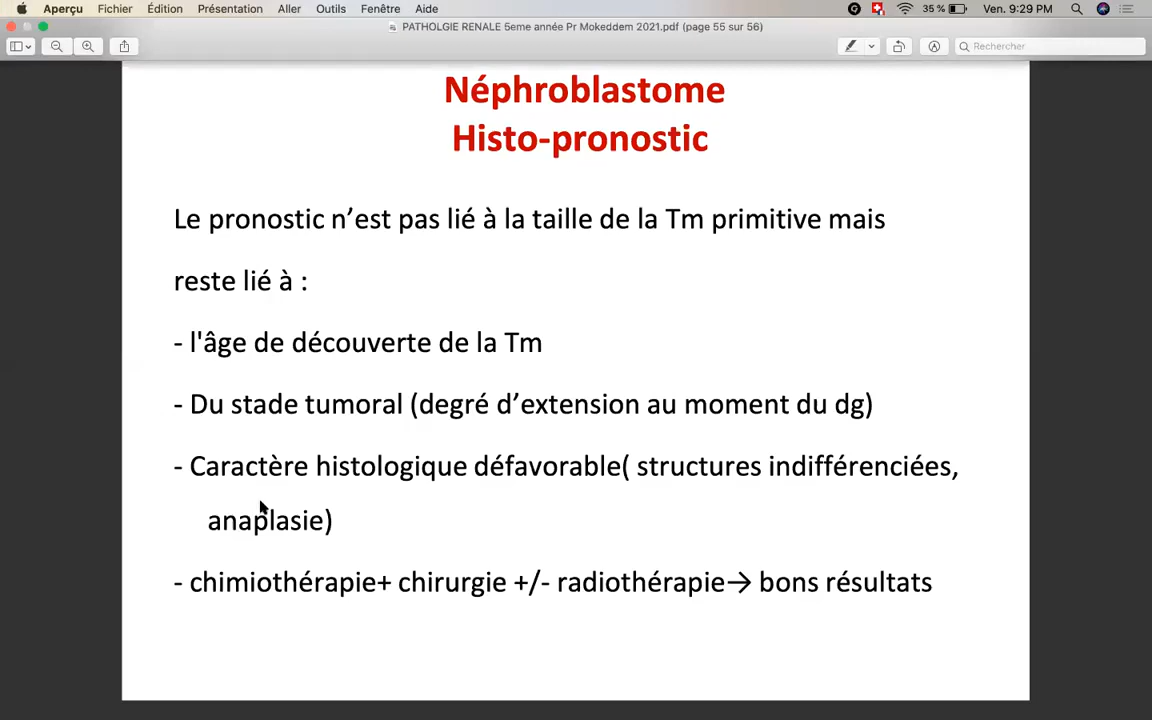 Aperçu Fichier Édition Présentation Aller Outils Fenêtre Aide 35 % Ven. 9:29 PM
PATHOLGIE RENALE 5eme année Pr Mokeddem 2021.pdf (page 55 sur 56)
Rechercher
Néphroblastome
Histo-pronostic
Le pronostic n’est pas lié à la taille de la Tm primitive mais
reste lié à :
- l'âge de découverte de la Tm
- Du stade tumoral (degré d’extension au moment du dg)
- Caractère histologique défavorable( structures indifférenciées,
anaplasie)
- chimiothérapie+ chirurgie +/- radiothérapie→ bons résultats